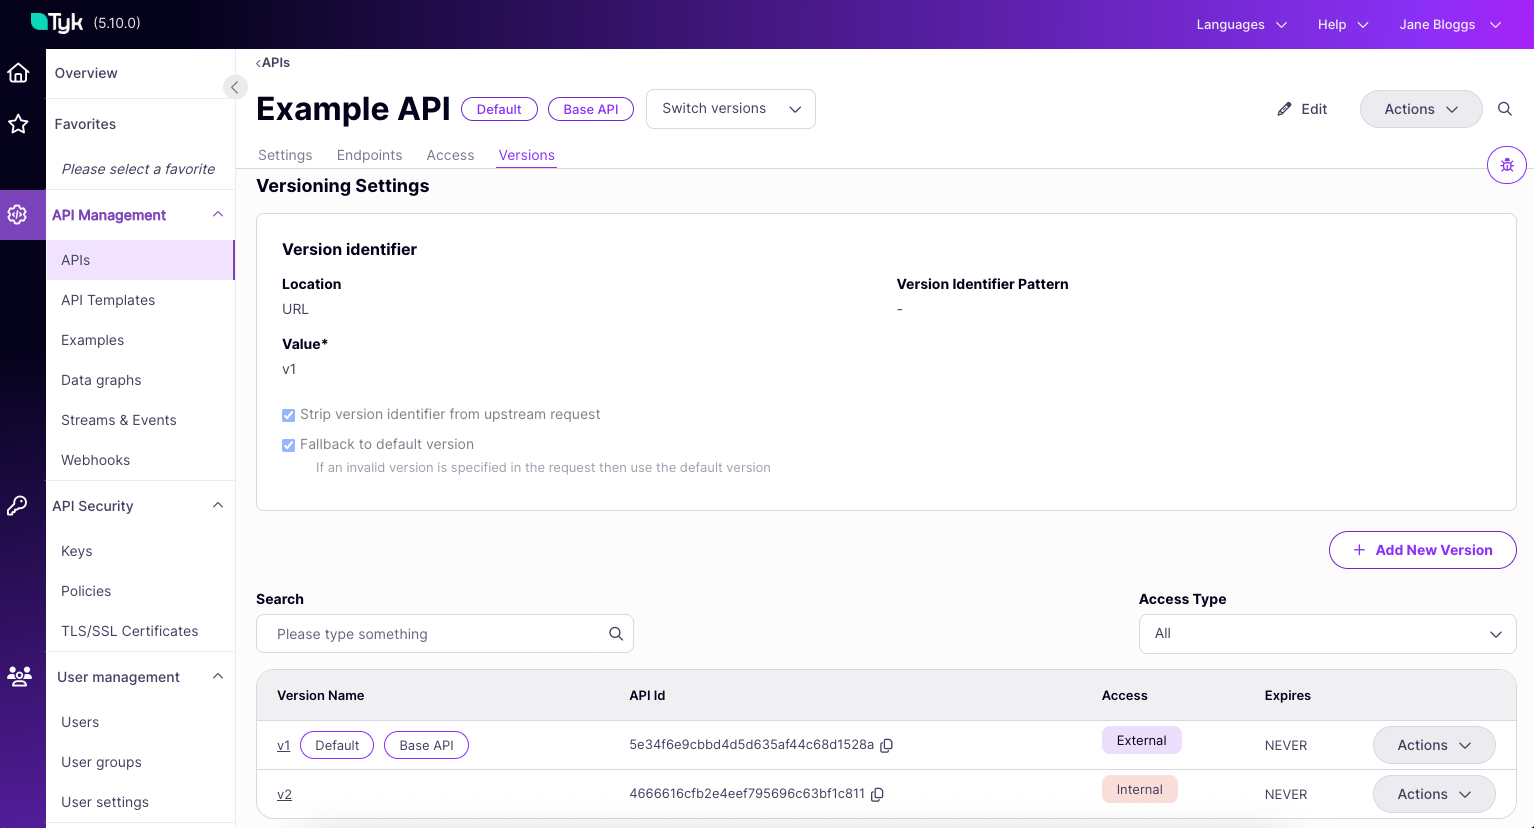 Tyk (5.10.0)
Languages
Help
Jane Bloggs
Overview
Favorites
Please select a favorite
API Management
APIs
API Templates
Examples
Data graphs
Streams & Events
Webhooks
API Security
Keys
Policies
TLS/SSL Certificates
User management
Users
User groups
User settings
APIs
Example API Default Base API Switch versions
Edit Actions
Settings Endpoints Access Versions
Versioning Settings
Version identifier
Location Version Identifier Pattern
URL -
Value*
v1
Strip version identifier from upstream request
Fallback to default version
If an invalid version is specified in the request then use the default version
+ Add New Version
Search Access Type
Please type something All
Version Name API Id Access Expires
v1 Default Base API 5e34f6e9cbbd4d5d635af44c68d1528a External NEVER Actions
v2 4666616cfb2e4eef795696c63bf1c811 Internal NEVER Actions